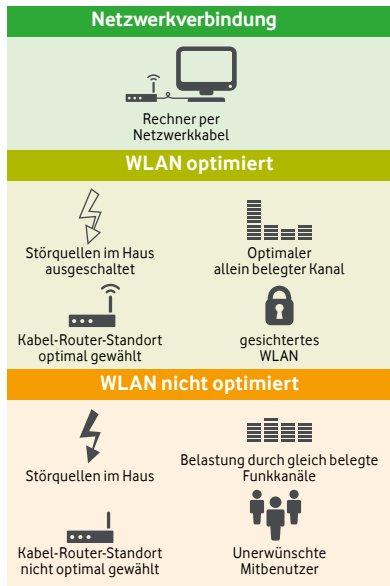 Netzwerkverbindung
Rechner per
Netzwerkkabel
WLAN optimiert
Störquellen im Haus
ausgeschaltet
Optimaler
allein belegter Kanal
Kabel-Router-Standort
optimal gewählt
gesichertes
WLAN
WLAN nicht optimiert
Störquellen im Haus
Belastung durch gleich belegte
Funkkanäle
Kabel-Router-Standort
nicht optimal gewählt
Unerwünschte
Mitbenutzer